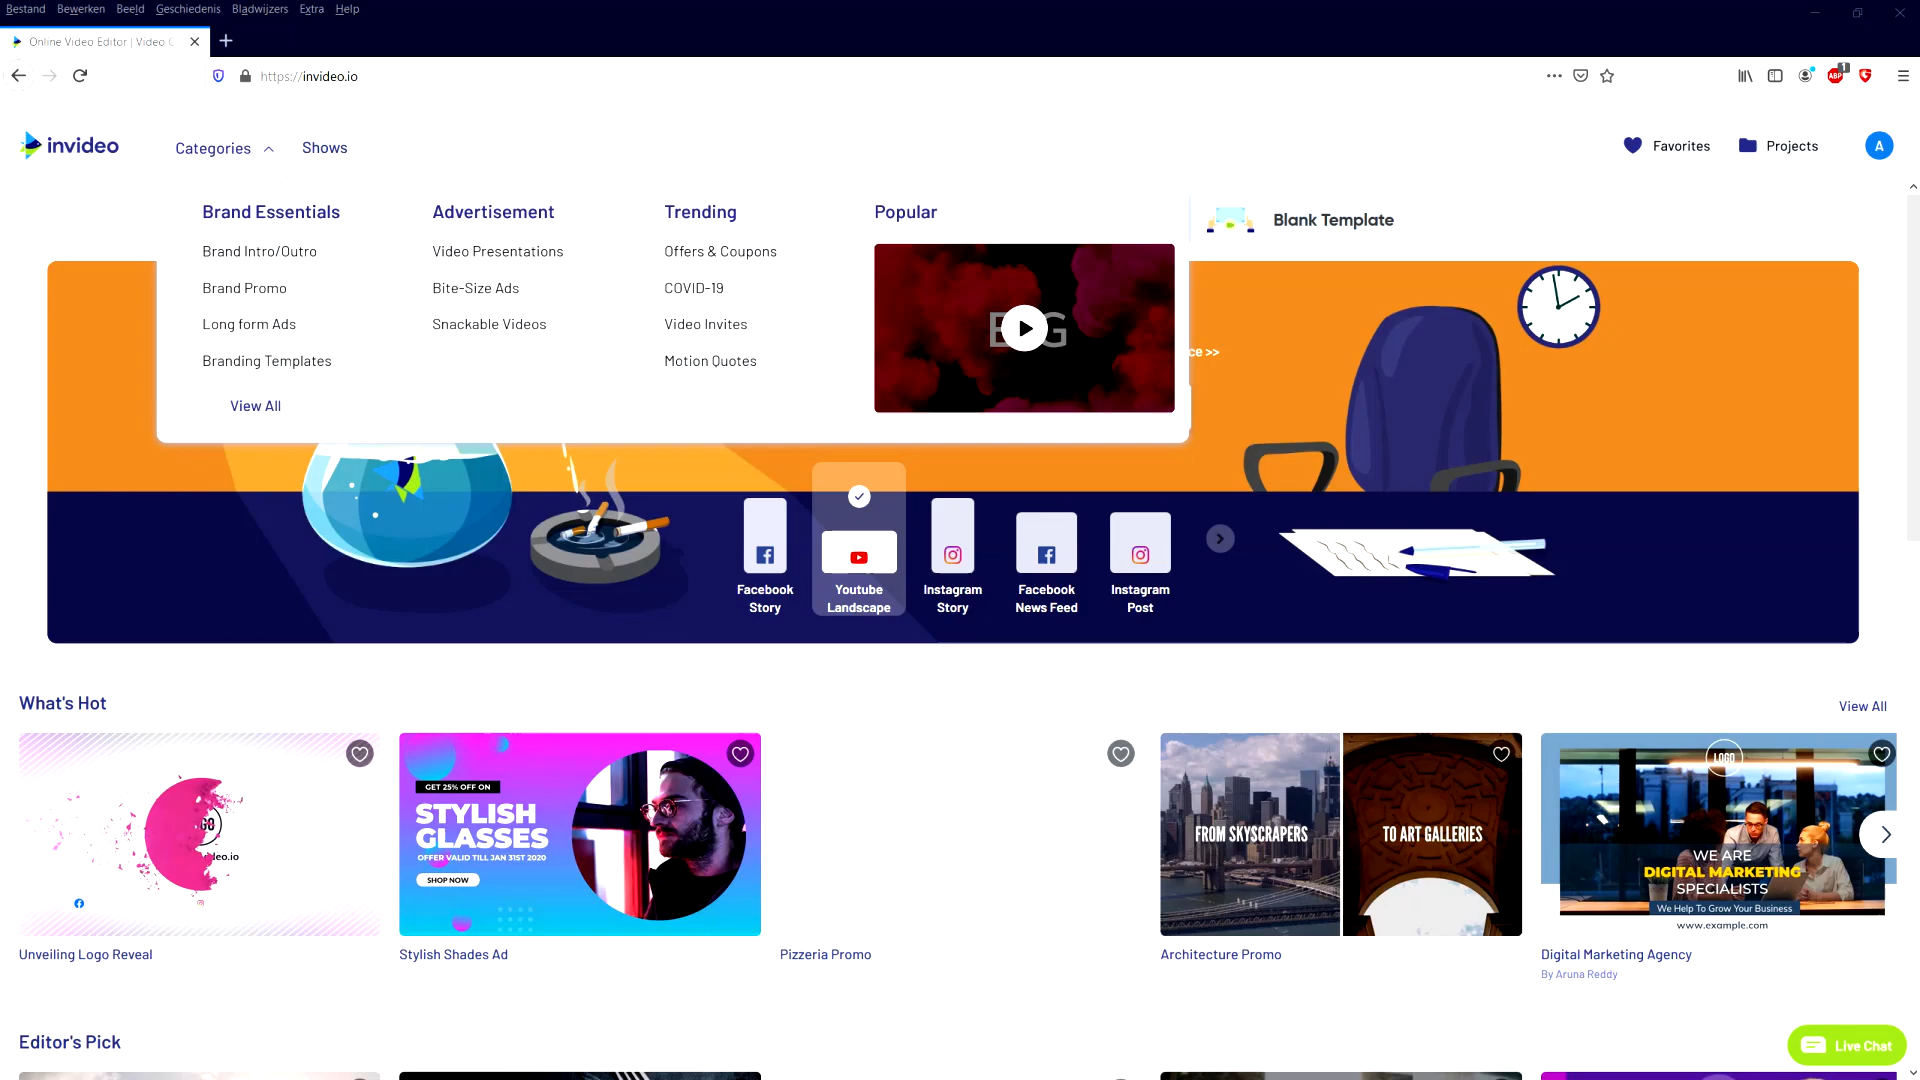 Bestand Bewerken Beeld Geschiedenis Bladwijzers Extra Help
Online Video Editor | Video
https://invideo.io
ABP
1
invideo
Categories
Shows
Favorites
Projects
A
Brand Essentials
Brand Intro/Outro
Brand Promo
Long form Ads
Branding Templates
View All
Advertisement
Video Presentations
Bite-Size Ads
Snackable Videos
Trending
Offers & Coupons
COVID-19
Video Invites
Motion Quotes
Popular
Blank Template
ce >>
Facebook
Story
Youtube
Landscape
Instagram
Story
Facebook
News Feed
Instagram
Post
What's Hot
View All
GET 25% OFF ON
STYLISH
GLASSES
OFFER VALID TILL JAN 31ST 2020
SHOP NOW
FROM SKYSCRAPERS
TO ART GALLERIES
LOGO
WE ARE
DIGITAL MARKETING
SPECIALISTS
We Help To Grow Your Business
www.example.com
Unveiling Logo Reveal
Stylish Shades Ad
Pizzeria Promo
Architecture Promo
Digital Marketing Agency
By Aruna Reddy
Editor's Pick
Live Chat